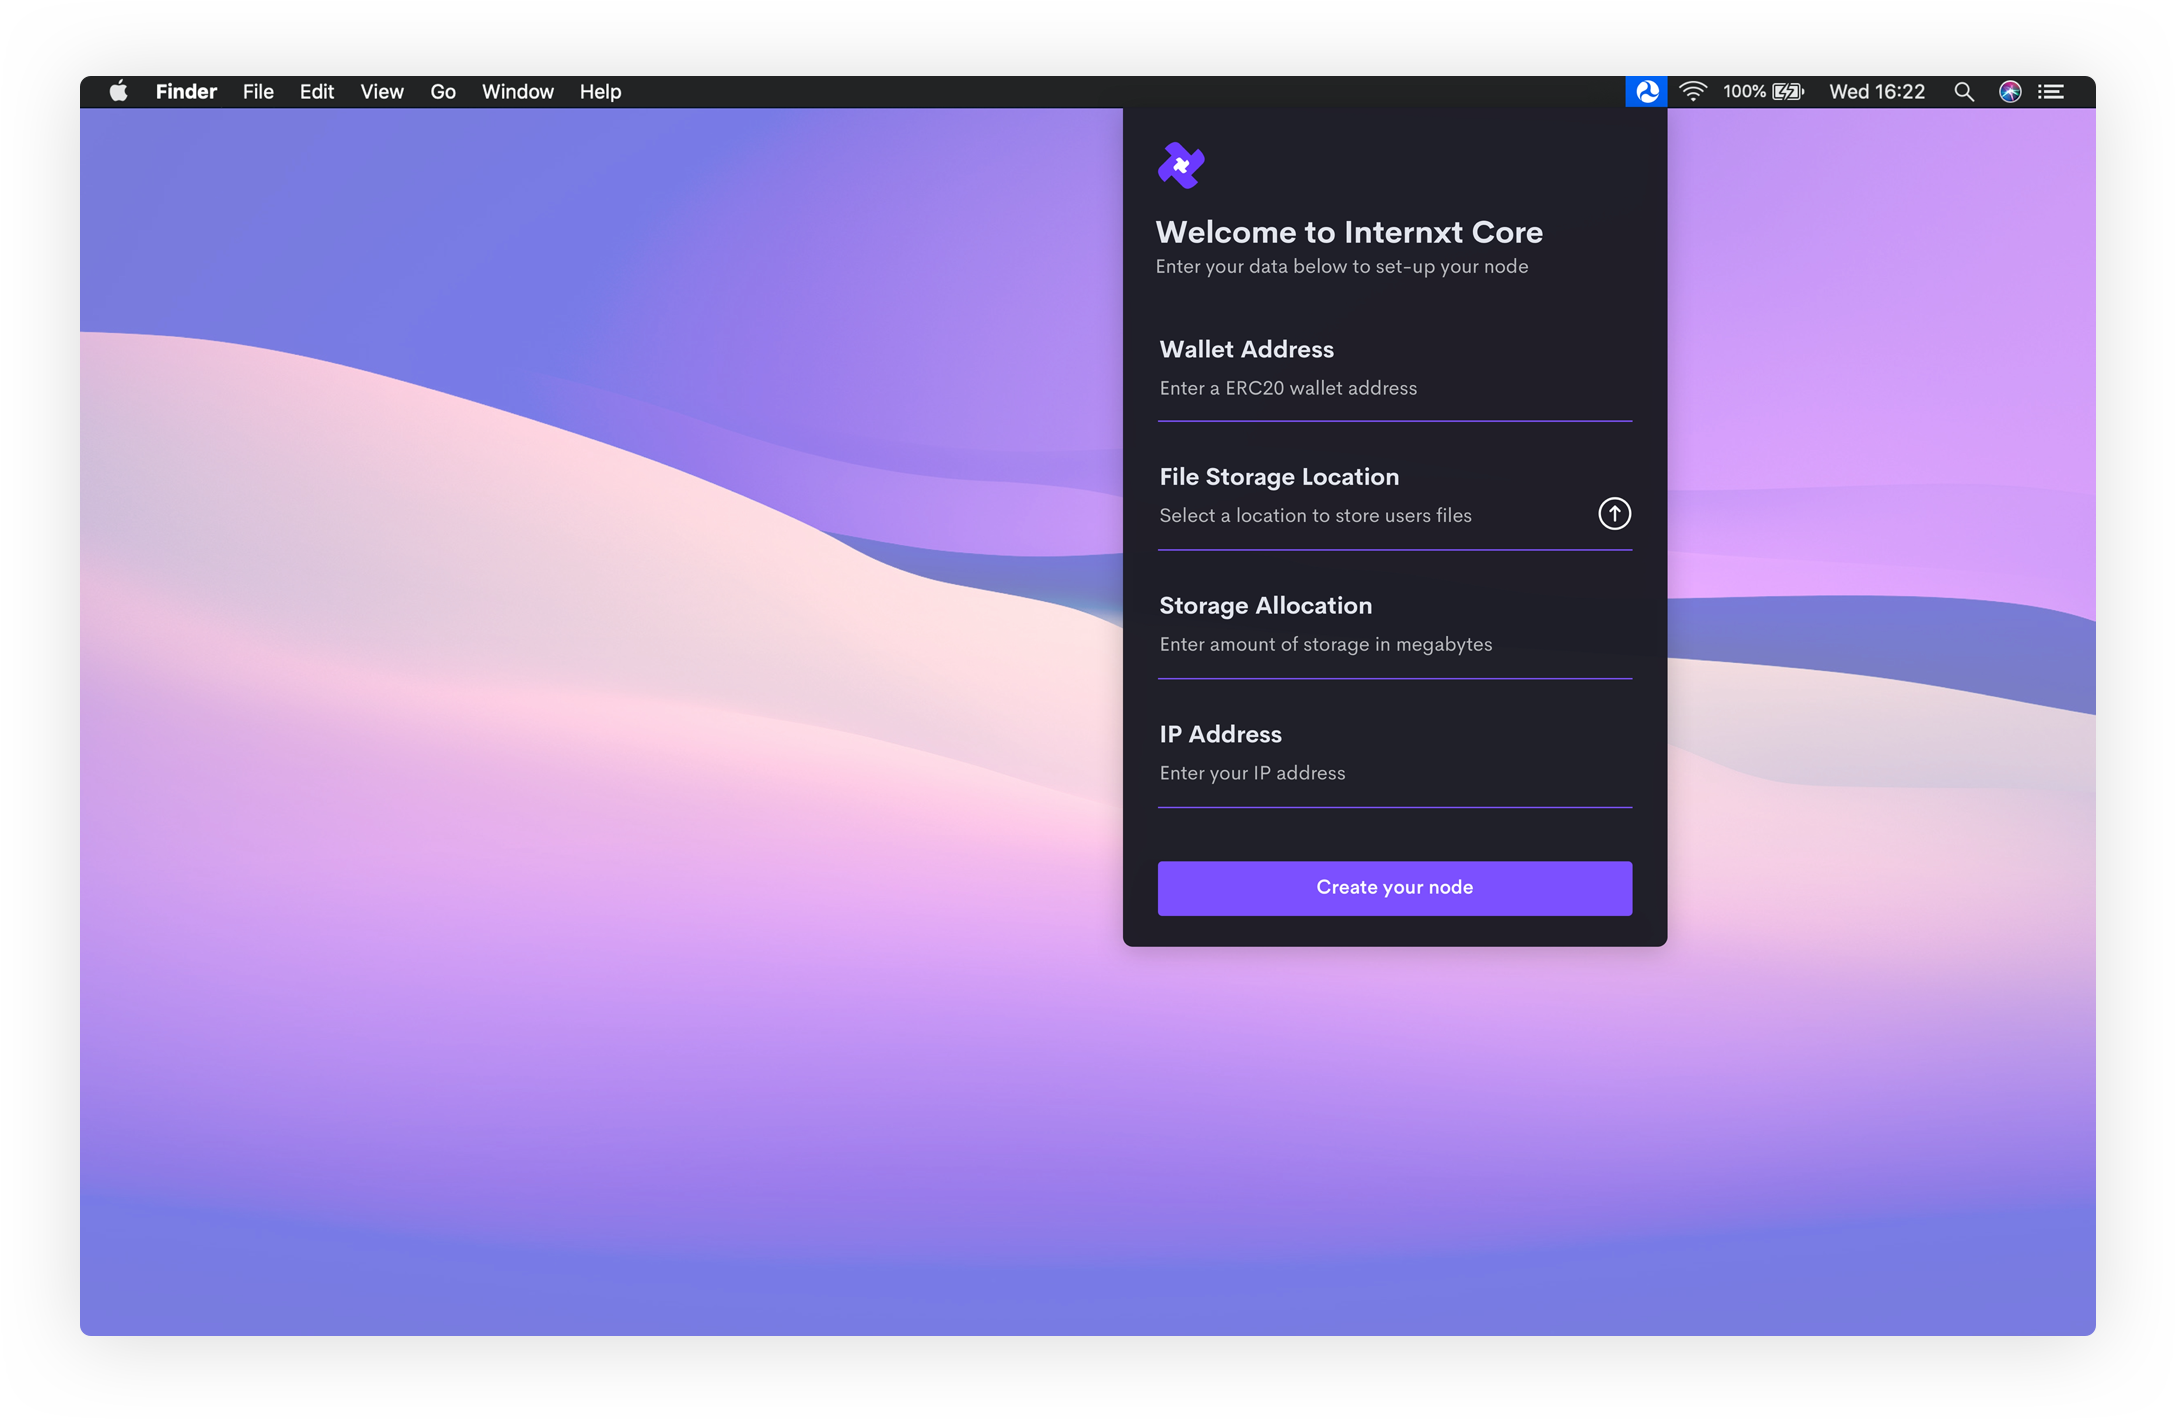 Finder File Edit View Go Window Help 100% Wed 16:22
Welcome to Internxt Core
Enter your data below to set-up your node
Wallet Address
Enter a ERC20 wallet address
File Storage Location
Select a location to store users files
Storage Allocation
Enter amount of storage in megabytes
IP Address
Enter your IP address
Create your node